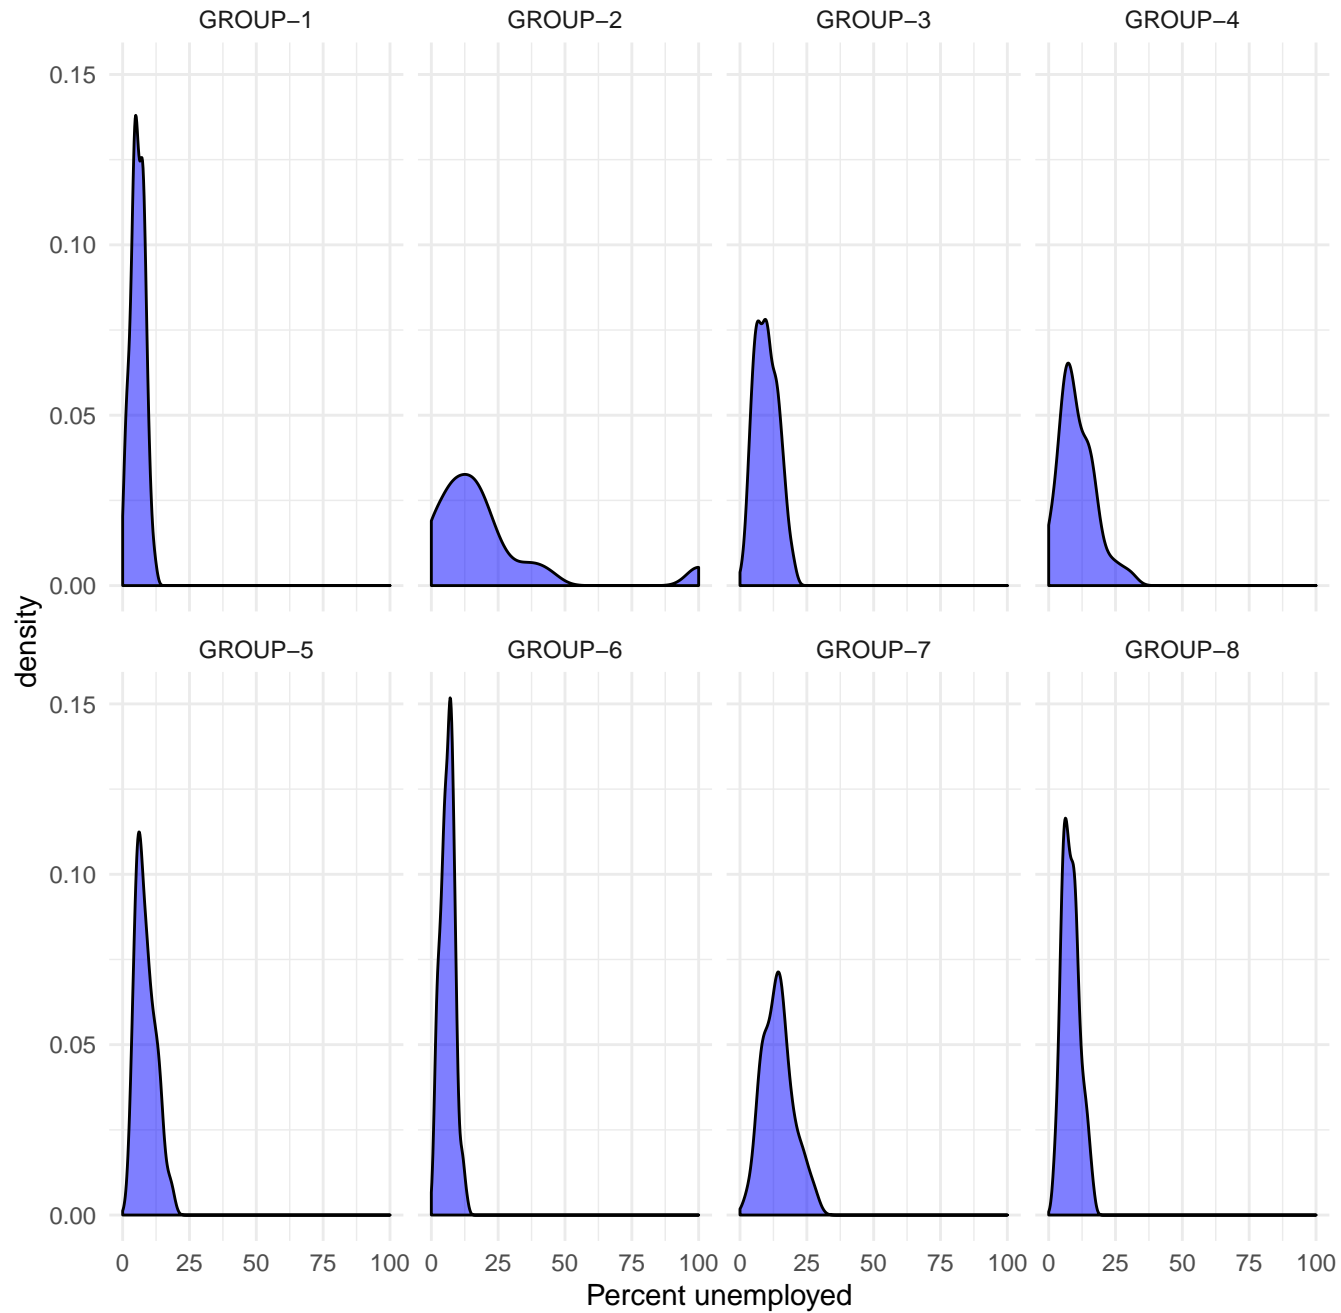 GROUP–1 GROUP–2 GROUP–3 GROUP–4
0.15
0.10
0.05
0.00
density
GROUP–5 GROUP–6 GROUP–7 GROUP–8
0.15
0.10
0.05
0.00
0 25 50 75 100 0 25 50 75 100 0 25 50 75 100 0 25 50 75 100
Percent unemployed